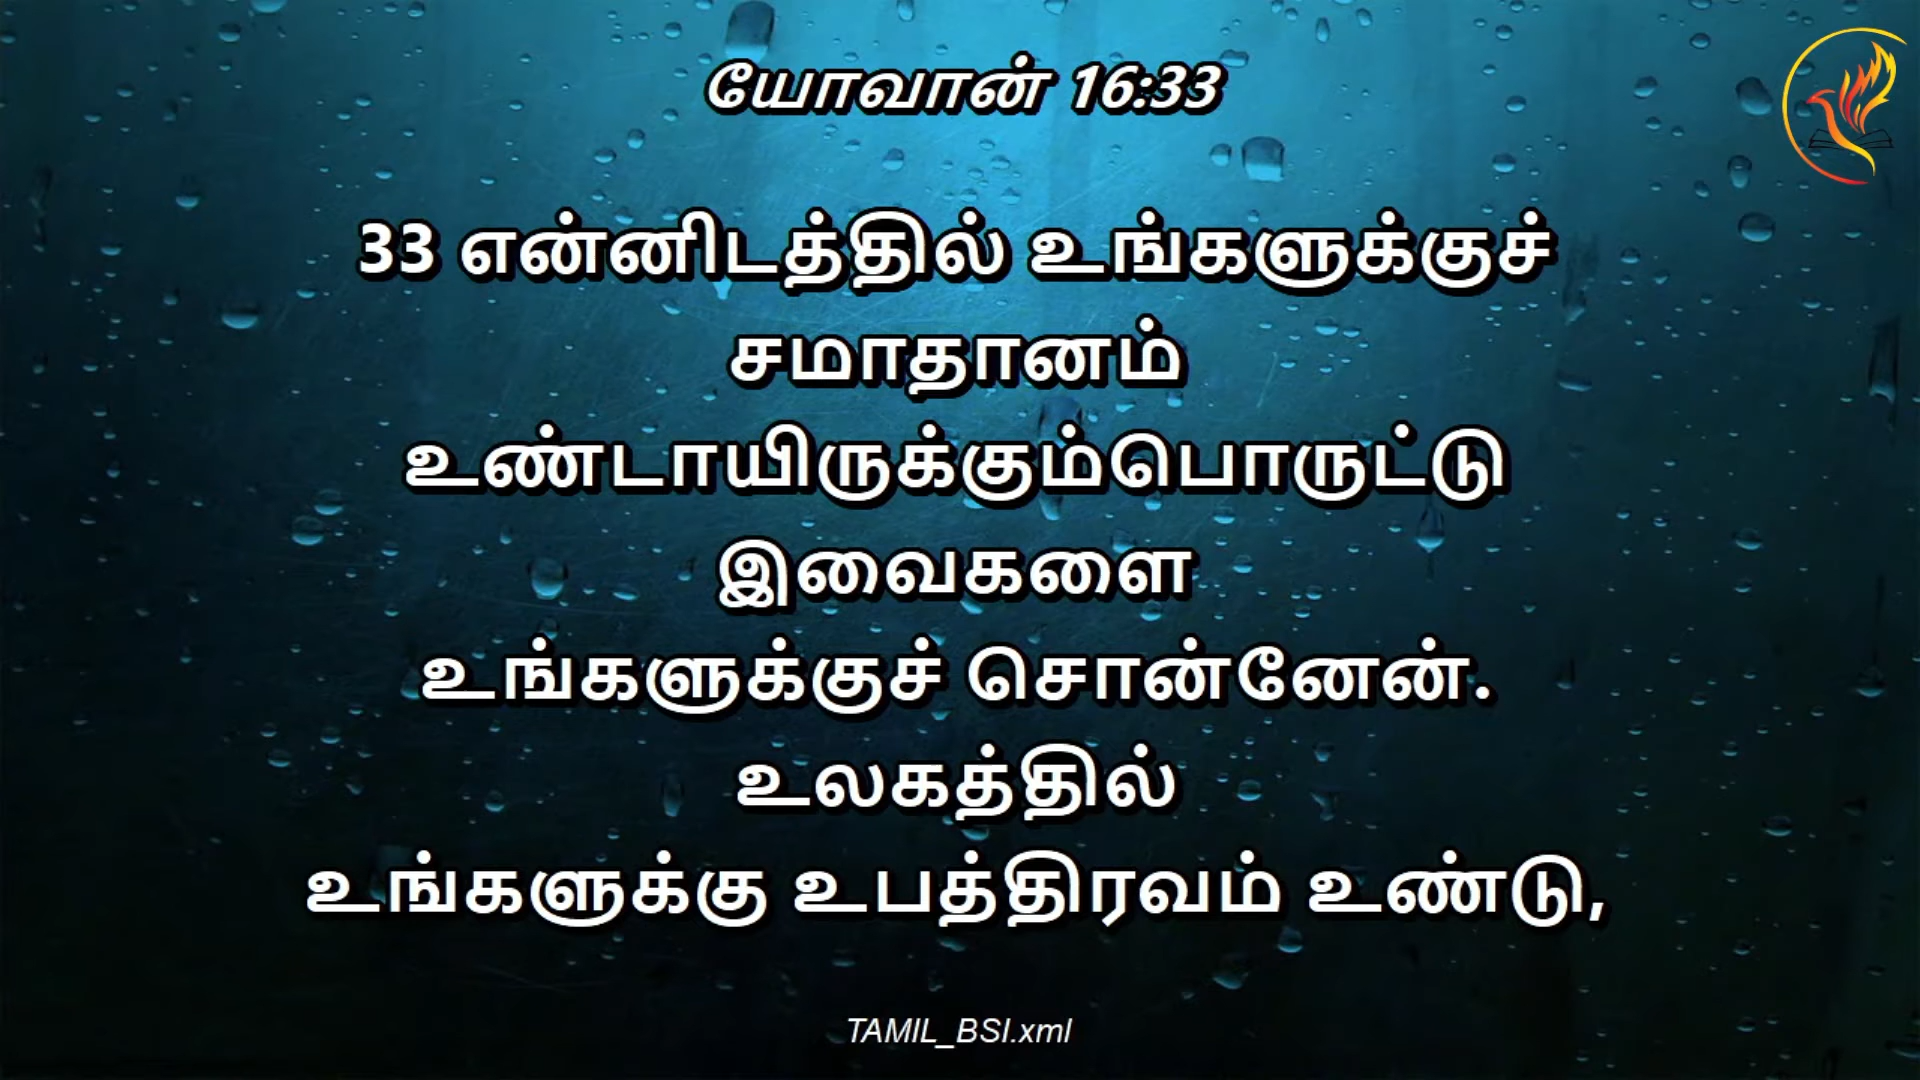 யோவான் 16:33
33 என்னிடத்தில் உங்களுக்குச்
சமாதானம்
உண்டாயிருக்கும்பொருட்டு
இவைகளை
உங்களுக்குச் சொன்னேன்.
உலகத்தில்
உங்களுக்கு உபத்திரவம் உண்டு,
TAMIL_BSI.xml